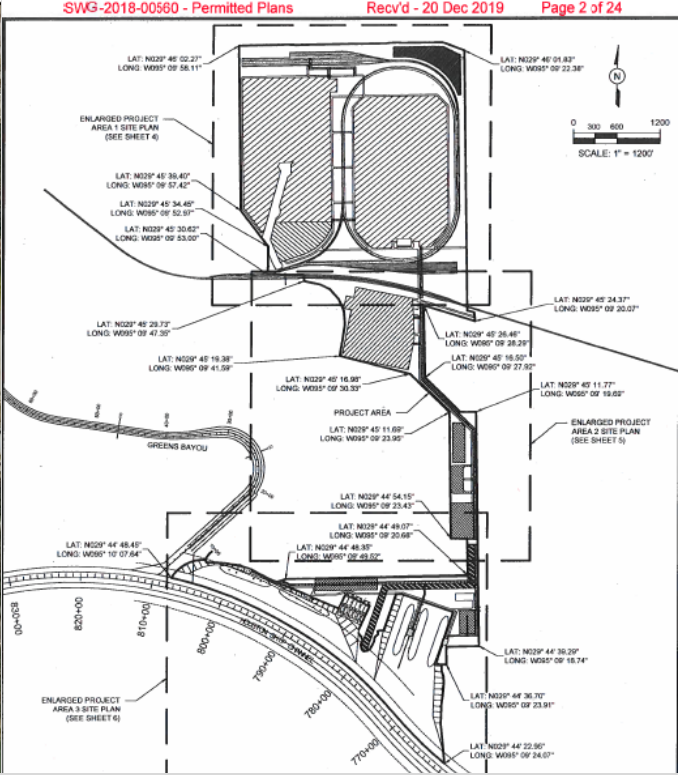 SWG-2018-00560 - Permitted Plans Recv'd - 20 Dec 2019 Page 2 of 24
LAT: N029° 46' 02.27"
LONG: W095° 09' 58.11"
LAT: N029° 46' 01.93"
LONG: W095° 09' 22.38"
N
0 300 600 1200
SCALE: 1" = 1200'
ENLARGED PROJECT
AREA 1 SITE PLAN
(SEE SHEET 4)
LAT: N029° 45' 39.40"
LONG: W095° 09' 57.42"
LAT: N029° 45' 34.45"
LONG: W095° 09' 52.97"
LAT: N029° 45' 30.62"
LONG: W095° 09' 53.00"
LAT: N029° 45' 24.37"
LONG: W095° 09' 20.07"
LAT: N029° 45' 29.73"
LONG: W095° 09' 47.35"
LAT: N029° 45' 26.46"
LONG: W095° 09' 28.29"
LAT: N029° 45' 19.38"
LONG: W095° 09' 41.59"
LAT: N029° 45' 16.50"
LONG: W095° 09' 27.92"
LAT: N029° 45' 16.98"
LONG: W095° 09' 30.33"
LAT: N029° 45' 11.77"
LONG: W095° 09' 19.69"
PROJECT AREA
LAT: N029° 45' 11.69"
LONG: W095° 09' 23.95"
ENLARGED PROJECT
AREA 2 SITE PLAN
(SEE SHEET 5)
GREENS BAYOU
LAT: N029° 44' 54.15"
LONG: W095° 09' 23.43"
LAT: N029° 44' 49.07"
LONG: W095° 09' 20.68"
LAT: N029° 44' 48.45"
LONG: W095° 10' 07.64"
LAT: N029° 44' 48.35"
LONG: W095° 09' 49.52"
830+00
820+00
810+00
800+00
HOUSTON SHIP CHANNEL
790+00
780+00
770+00
LAT: N029° 44' 39.29"
LONG: W095° 09' 18.74"
LAT: N029° 44' 36.70"
LONG: W095° 09' 23.91"
ENLARGED PROJECT
AREA 3 SITE PLAN
(SEE SHEET 6)
LAT: N029° 44' 22.96"
LONG: W095° 09' 24.07"